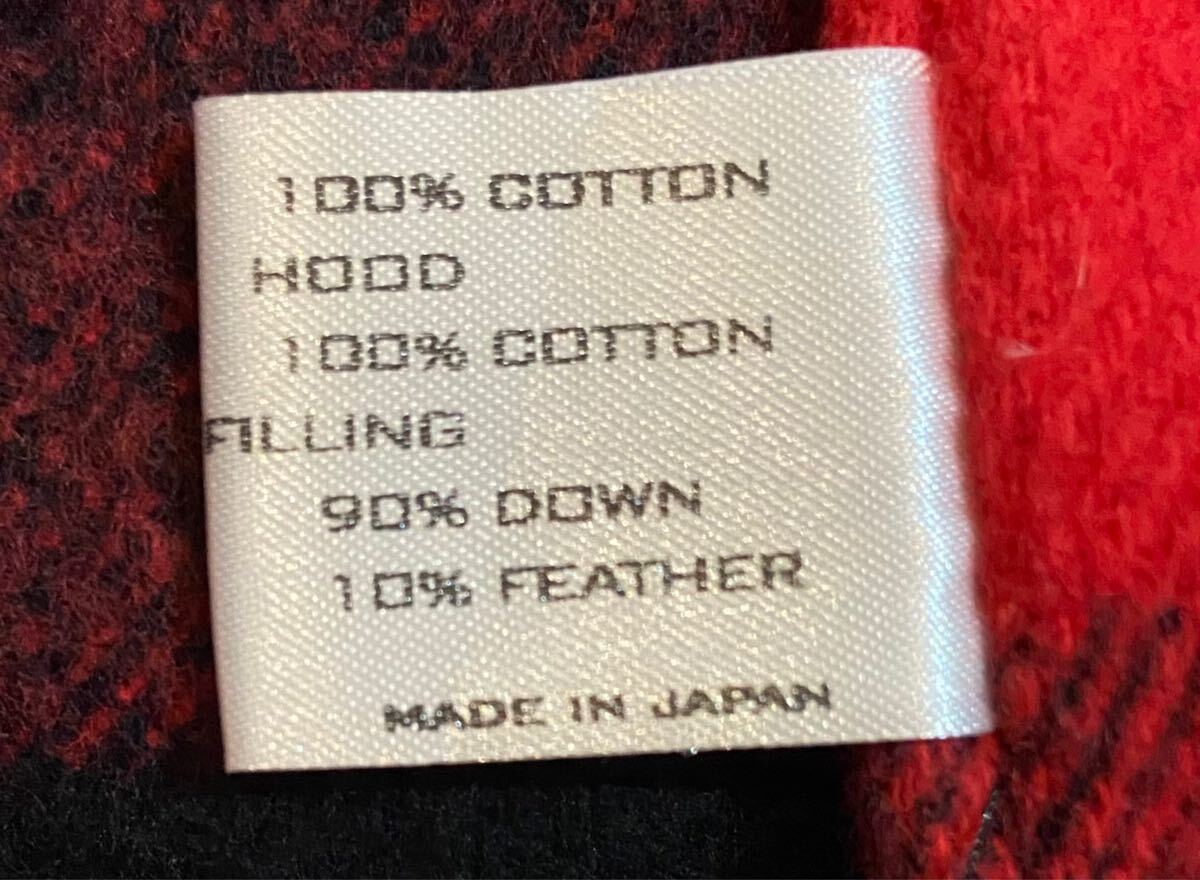 100% COTTON
HOOD
100% COTTON
FILLING
90% DOWN
10% FEATHER
MADE IN JAPAN